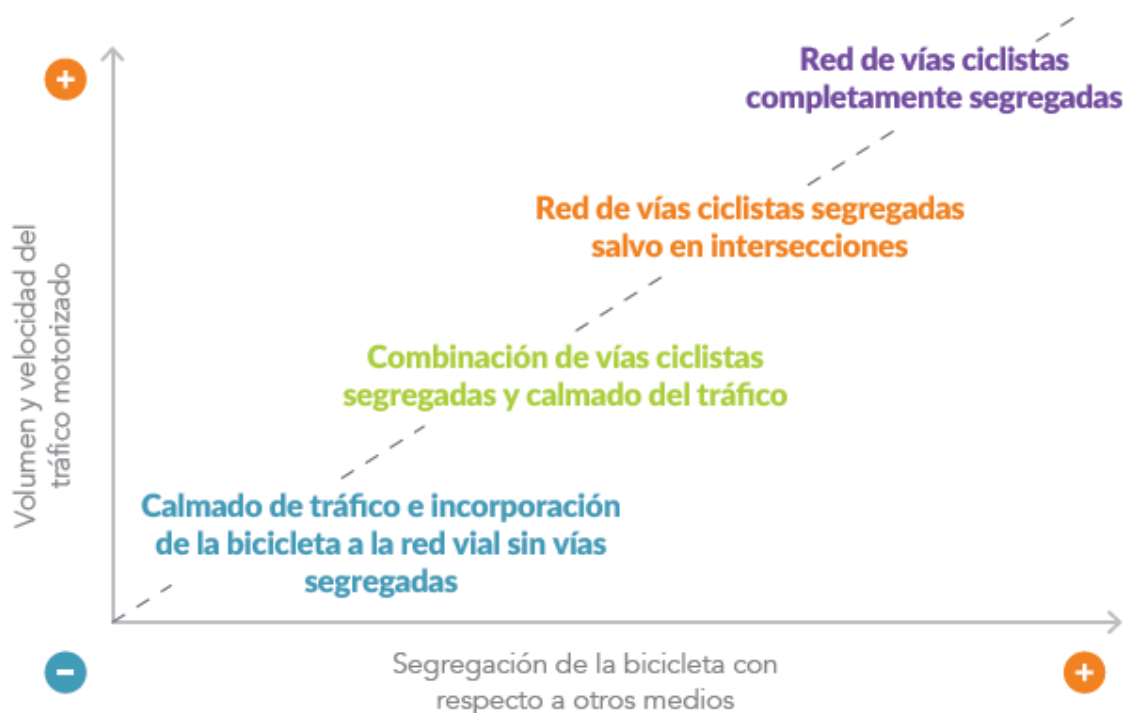 Red de vías ciclistas
completamente segregadas
+
Red de vías ciclistas segregadas
salvo en intersecciones
Volumen y velocidad del
tráfico motorizado
Combinación de vías ciclistas
segregadas y calmado del tráfico
Calmado de tráfico e incorporación
de la bicicleta a la red vial sin vías
segregadas
−
Segregación de la bicicleta con
respecto a otros medios
+